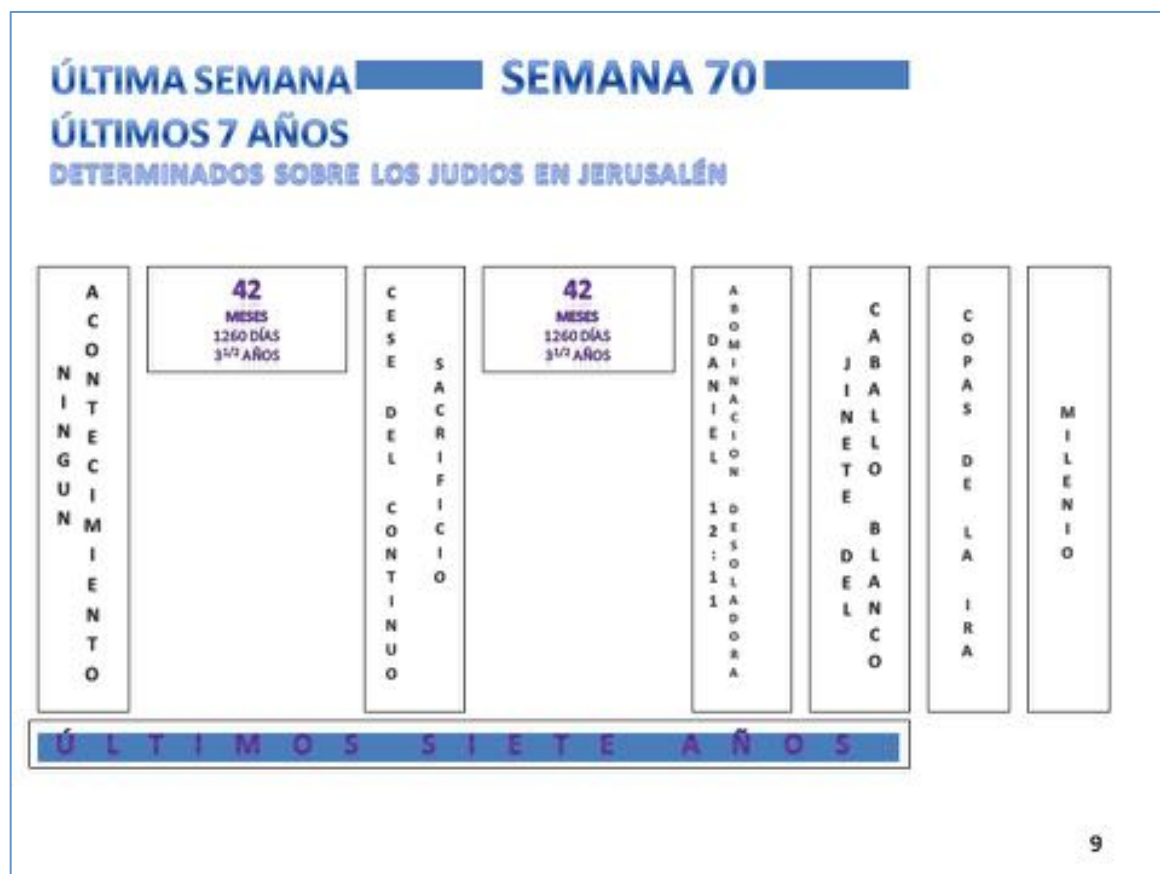 ÚLTIMA SEMANA SEMANA 70
ÚLTIMOS 7 AÑOS
DETERMINADOS SOBRE LOS JUDIOS EN JERUSALÉN
NINGUN
ACONTECIMIENTO
42
MESES
1260 DÍAS
3 1/2 AÑOS
CESE DEL CONTINUO
SACRIFICIO
42
MESES
1260 DÍAS
3 1/2 AÑOS
DANIEL 12:11
ABOMINACION DESOLADORA
JINETE DEL
CABALLO BLANCO
COPAS DE LA IRA
MILENIO
ÚLTIMOS SIETE AÑOS
9